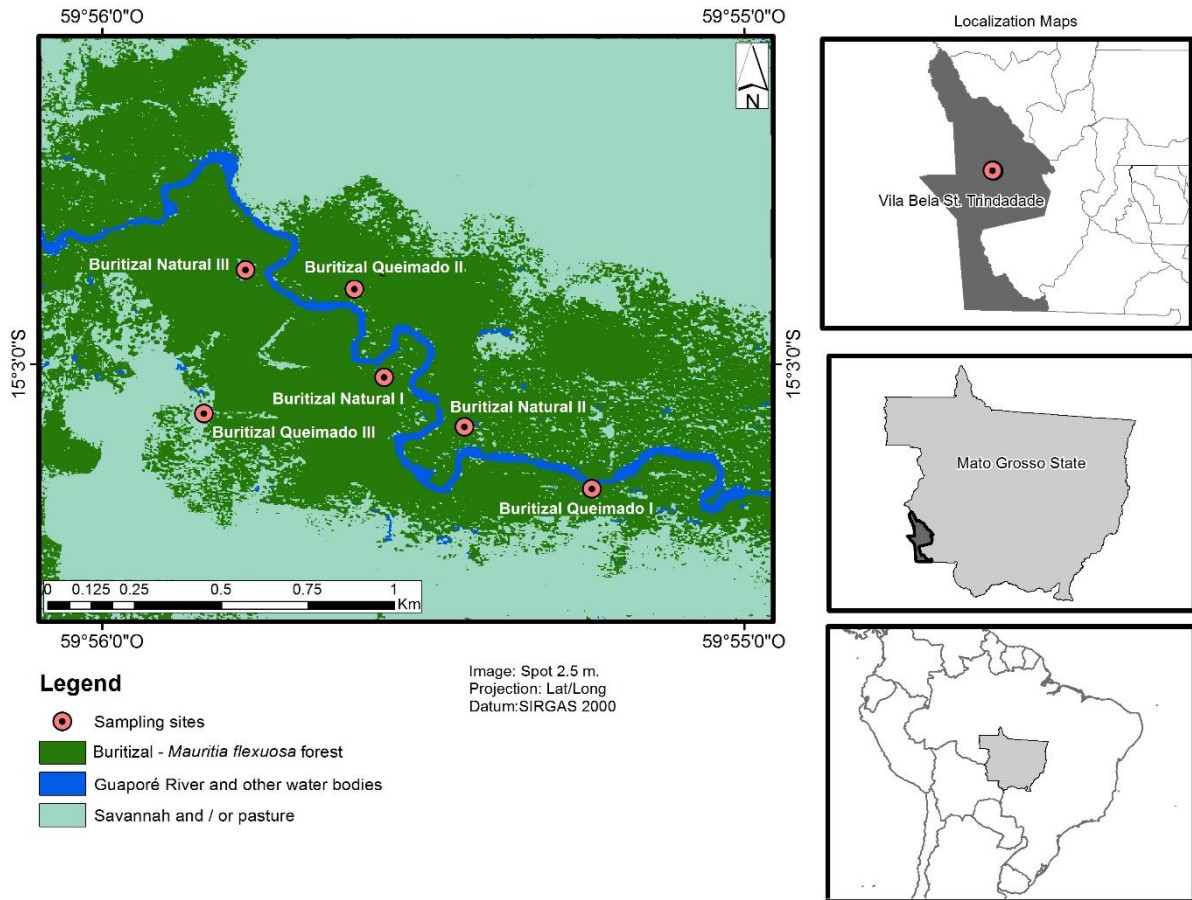 59°56'0"O
59°55'0"O
Localization Maps
N
Vila Bela St. Trindadade
Buritizal Natural III
Buritizal Queimado II
15°3'0"S
15°3'0"S
Buritizal Natural I
Buritizal Natural II
Buritizal Queimado III
Buritizal Queimado I
Mato Grosso State
0 0.125 0.25 0.5 0.75 1
Km
59°56'0"O
59°55'0"O
Legend
Image: Spot 2.5 m.
Projection: Lat/Long
Datum:SIRGAS 2000
Sampling sites
Buritizal - Mauritia flexuosa forest
Guaporé River and other water bodies
Savannah and / or pasture